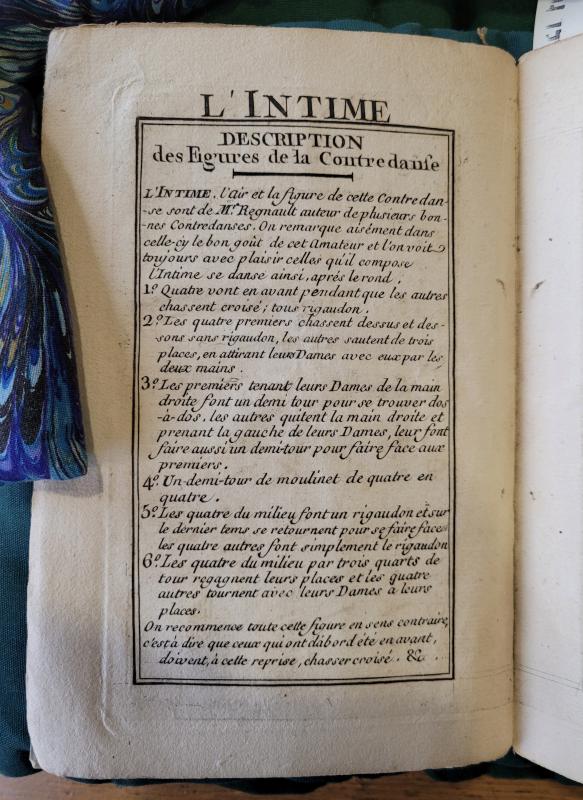 L'INTIME
DESCRIPTION
des Figures de la Contredanse
L'INTIME. l'air et la figure de cette Contredan-
-se sont de Mr. Regnault auteur de plusieurs bon-
-nes Contredanses. On remarque aisément dans
celle-cy le bon goût de cet Amateur et l'on voit
toujours avec plaisir celles qu'il compose
l'Intime se danse ainsi, aprés le rond.
1.º Quatre vont en avant pendant que les autres
chassent croisé; tous rigaudon.
2.º Les quatre premiers chassent dessus et des-
-sous sans rigaudon, les autres sautent de trois
places, en attirant leurs Dames avec eux par les
deux mains.
3.º Les premiers tenant leurs Dames de la main
droite font un demi tour pour se trouver dos
-à-dos. les autres quitent la main droite et
prenant la gauche de leurs Dames, leur font
faire aussi un demi-tour pour faire face aux
premiers.
4.º Un demi-tour de moulinet de quatre en
quatre.
5.º Les quatre du milieu font un rigaudon et sur
le dernier tems se retournent pour se faire face
les quatre autres font simplement le rigaudon
6.º Les quatre du milieu par trois quarts de
tour regagnent leurs places et les quatre
autres tournent avec leurs Dames à leurs
places.
On recommence toute cette figure en sens contraire,
c'est à dire que ceux qui ont d'abord été en avant,
doivent, à cette reprise, chasser croisé. &c.